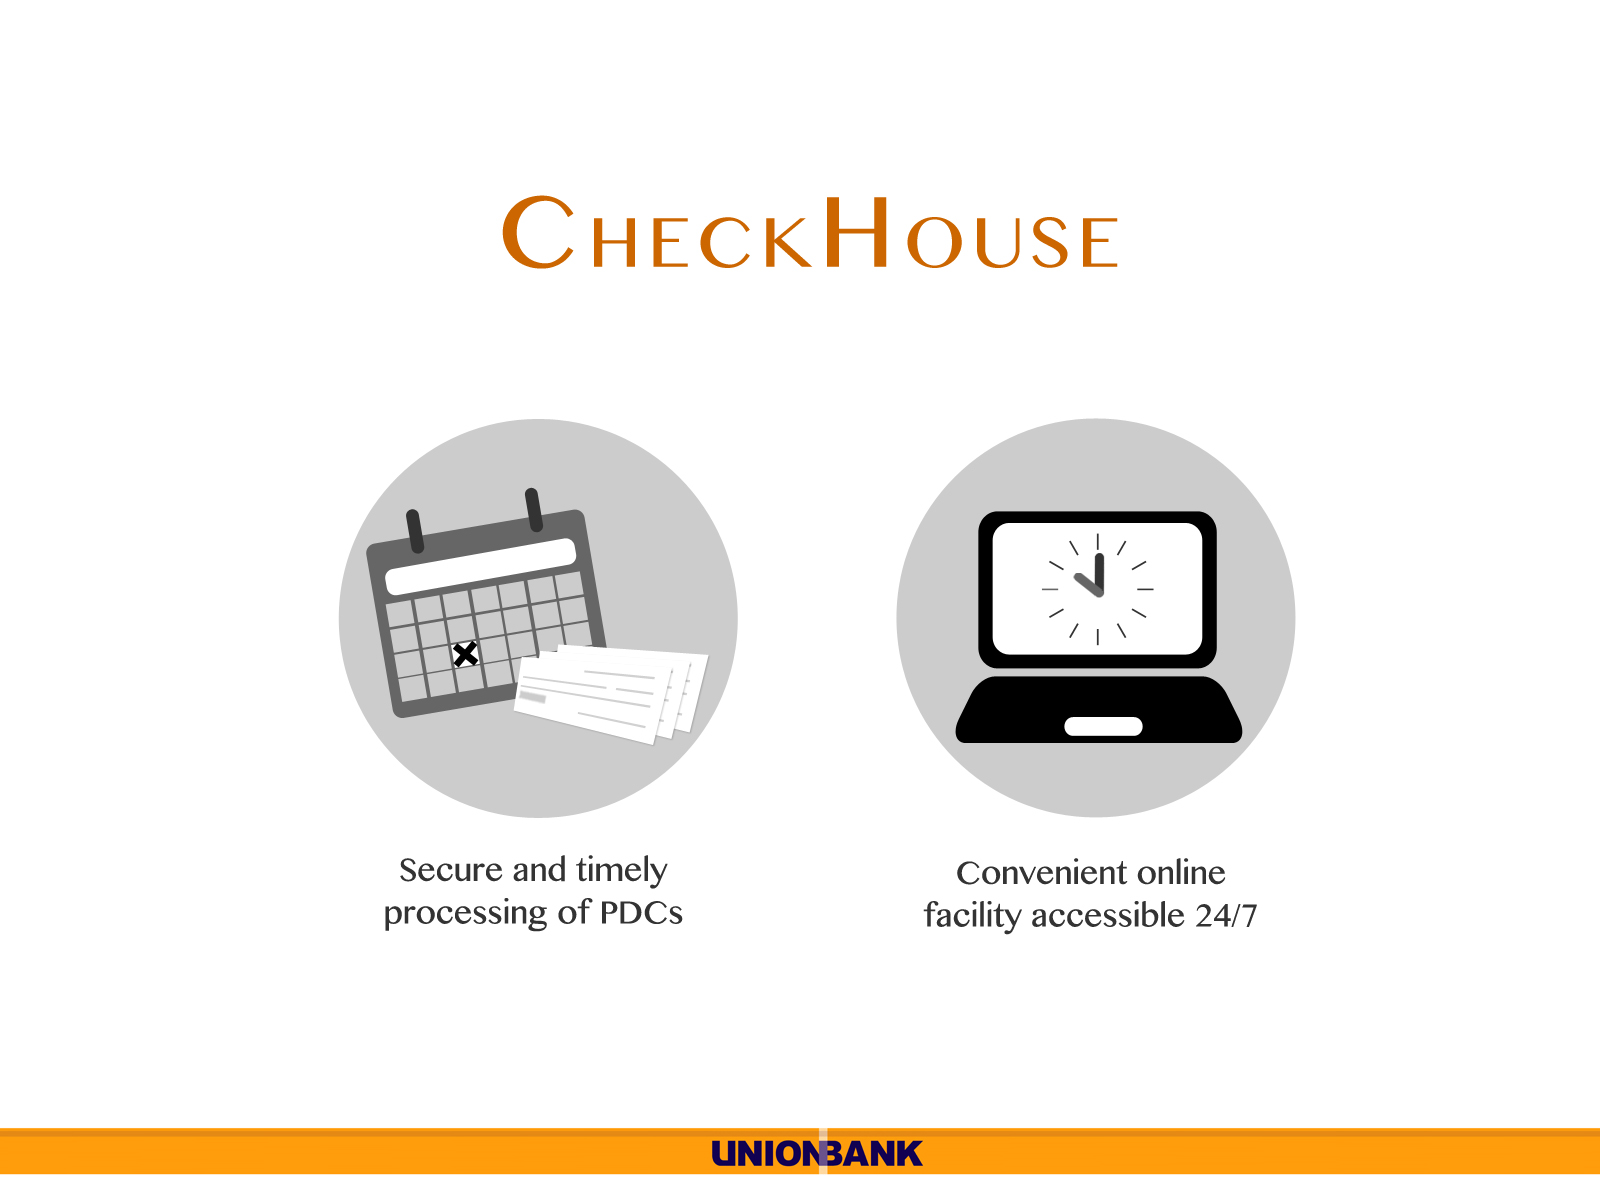 CHECKHOUSE
Secure and timely
processing of PDCs
Convenient online
facility accessible 24/7
UNIONBANK